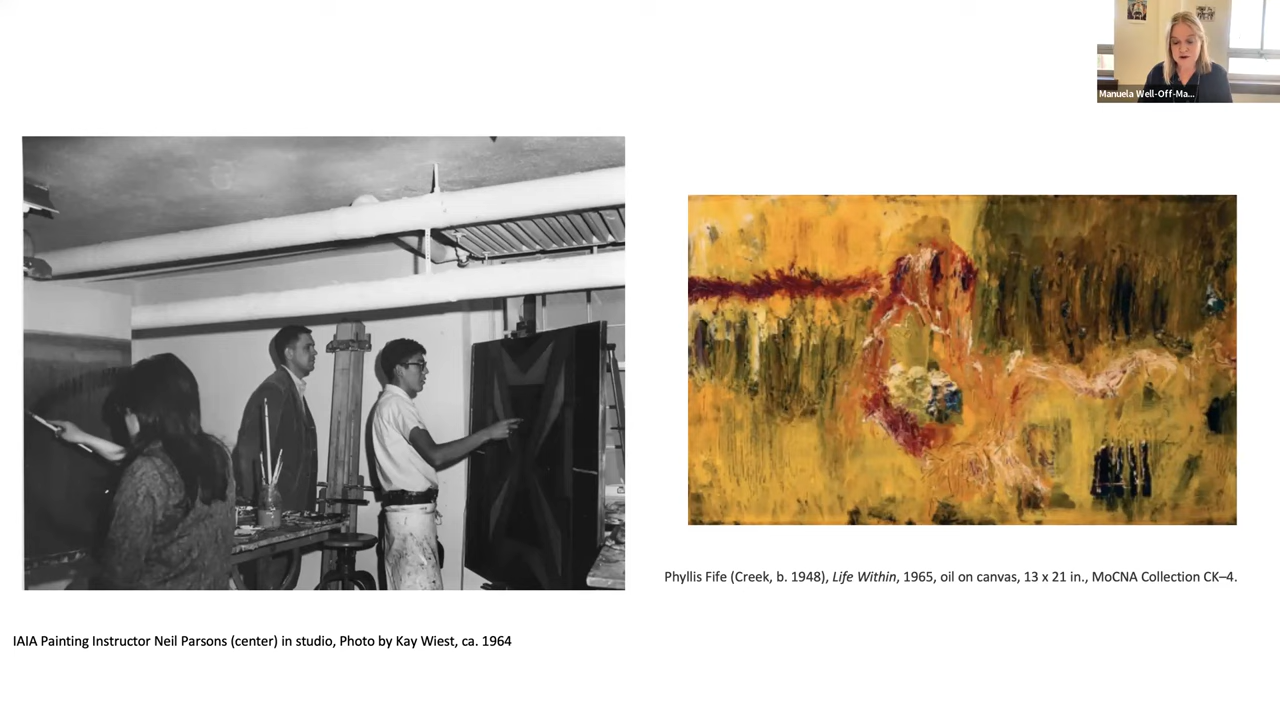 Manuela Well-Off-Ma...
Phyllis Fife (Creek, b. 1948), Life Within, 1965, oil on canvas, 13 x 21 in., MoCNA Collection CK–4.
IAIA Painting Instructor Neil Parsons (center) in studio, Photo by Kay Wiest, ca. 1964